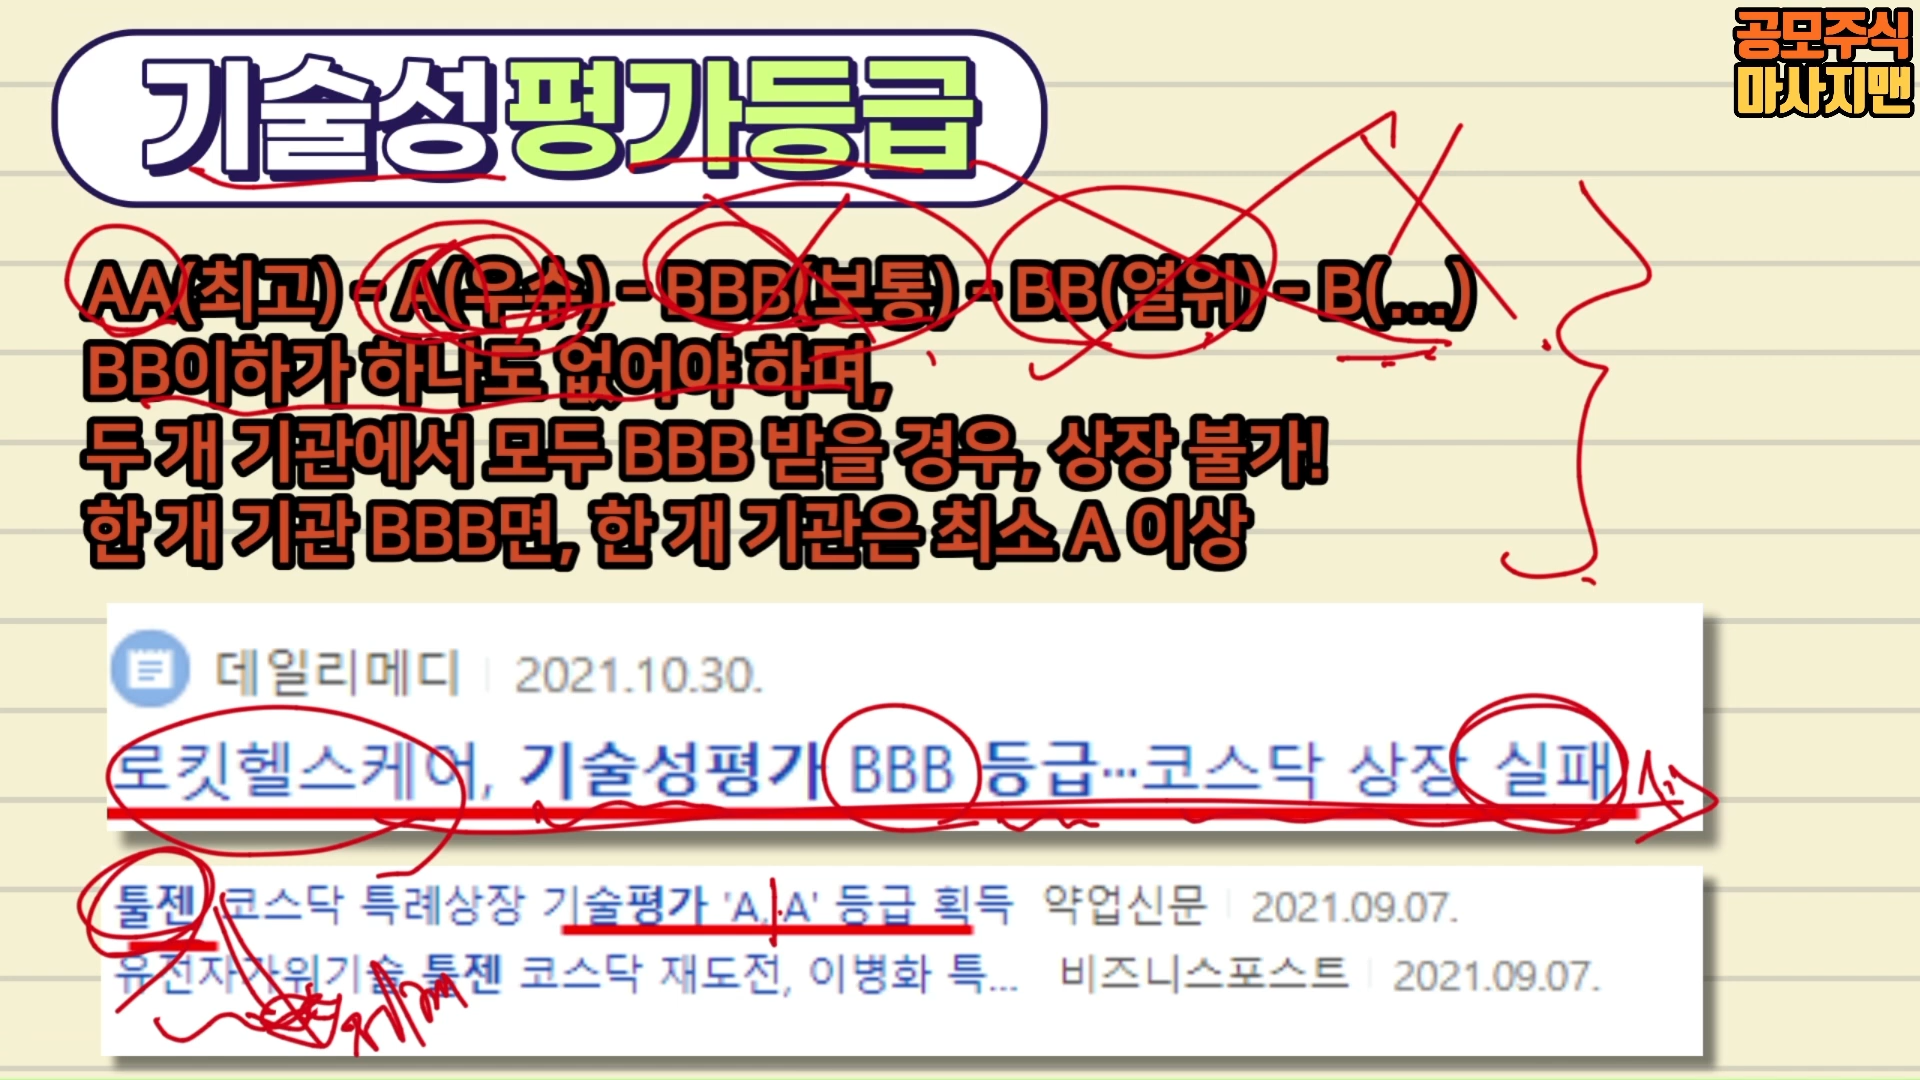 공모주식
마사지맨
기술성 평가등급
AA(최고) - A(우수) - BBB(보통) - BB(열위) - B(...)
BB이하가 하나도 없어야 하며,
두 개 기관에서 모두 BBB 받을 경우, 상장 불가!
한 개 기관 BBB면, 한 개 기관은 최소 A 이상
데일리메디 2021.10.30.
로킷헬스케어, 기술성평가 BBB 등급…코스닥 상장 실패
툴젠, 코스닥 특례상장 기술평가 'A, A' 등급 획득 약업신문 2021.09.07.
유전자가위기술 툴젠 코스닥 재도전, 이병화 특... 비즈니스포스트 2021.09.07.